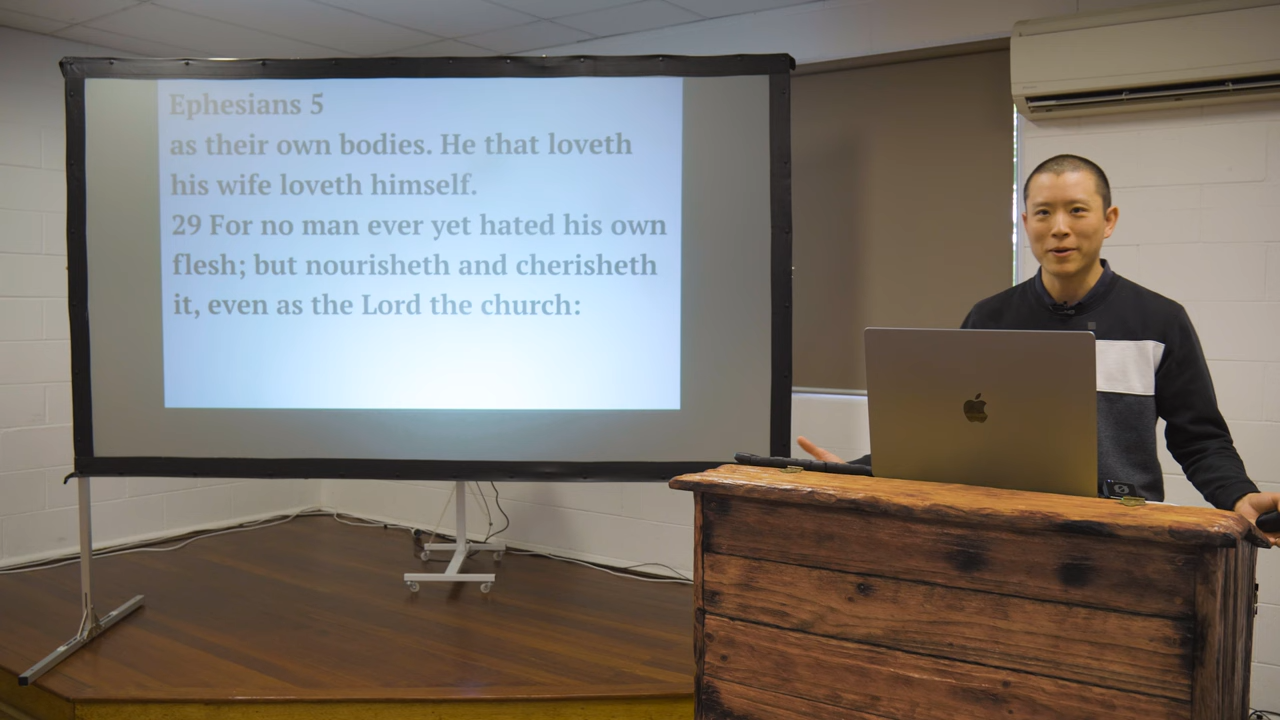 Ephesians 5
as their own bodies. He that loveth
his wife loveth himself.
29 For no man ever yet hated his own
flesh; but nourisheth and cherisheth
it, even as the Lord the church: